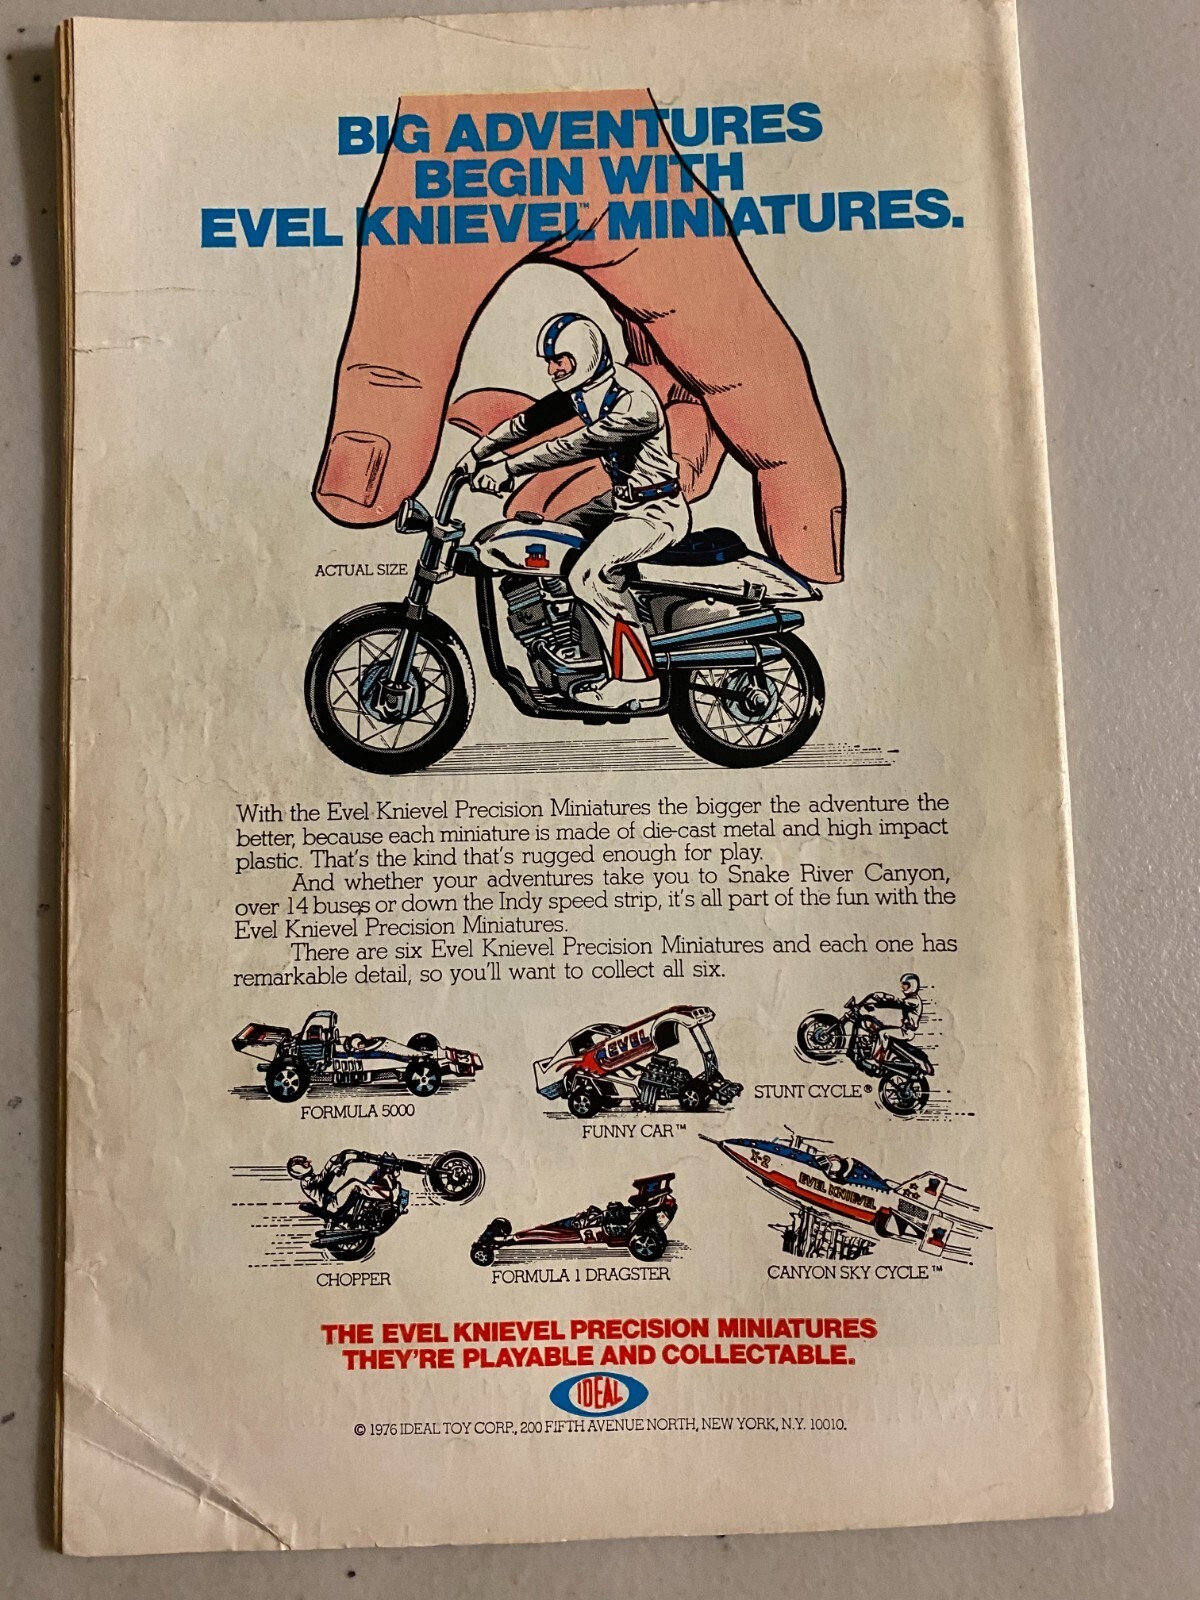 BIG ADVENTURES
BEGIN WITH
EVEL KNIEVEL™ MINIATURES.
ACTUAL SIZE
With the Evel Knievel Precision Miniatures the bigger the adventure the
better, because each miniature is made of die-cast metal and high impact
plastic. That's the kind that's rugged enough for play.
And whether your adventures take you to Snake River Canyon,
over 14 buses or down the Indy speed strip, it's all part of the fun with the
Evel Knievel Precision Miniatures.
There are six Evel Knievel Precision Miniatures and each one has
remarkable detail, so you'll want to collect all six.
FORMULA 5000
EVEL
FUNNY CAR™
STUNT CYCLE®
CHOPPER
FORMULA 1 DRAGSTER
X-2
EVEL KNIEVEL
CANYON SKY CYCLE™
THE EVEL KNIEVEL PRECISION MINIATURES
THEY'RE PLAYABLE AND COLLECTABLE.
IDEAL
© 1976 IDEAL TOY CORP., 200 FIFTH AVENUE NORTH, NEW YORK, N.Y. 10010.